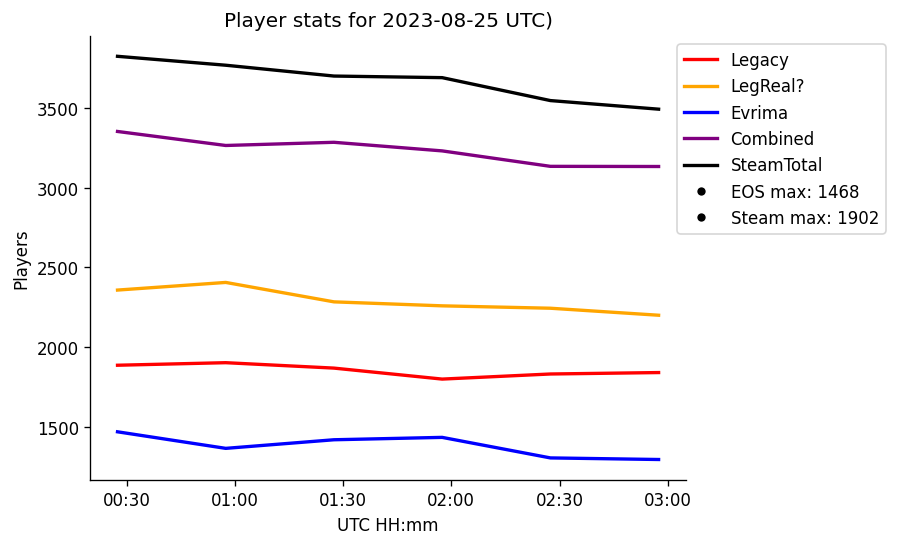 Player stats for 2023-08-25 UTC)
Legacy
LegReal?
Evrima
Combined
SteamTotal
EOS max: 1468
Steam max: 1902
Players
3500
3000
2500
2000
1500
00:30 01:00 01:30 02:00 02:30 03:00
UTC HH:mm